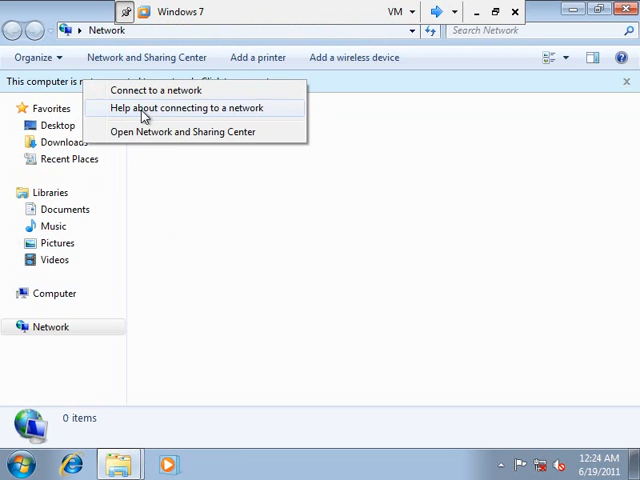 Windows 7
VM
Network
Search Network
Organize
Network and Sharing Center
Add a printer
Add a wireless device
This computer is
Connect to a network
Help about connecting to a network
Open Network and Sharing Center
Favorites
Desktop
Downloads
Recent Places
Libraries
Documents
Music
Pictures
Videos
Computer
Network
0 items
12:24 AM
6/19/2011